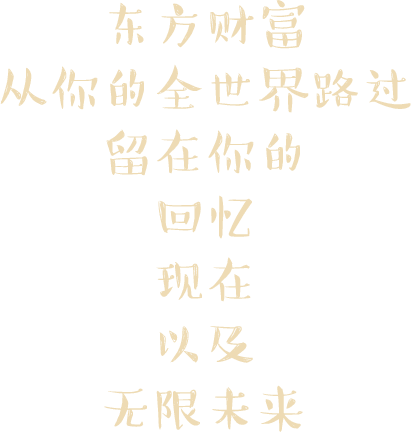 东方财富
从你的全世界路过
留在你的
回忆
现在
以及
无限未来